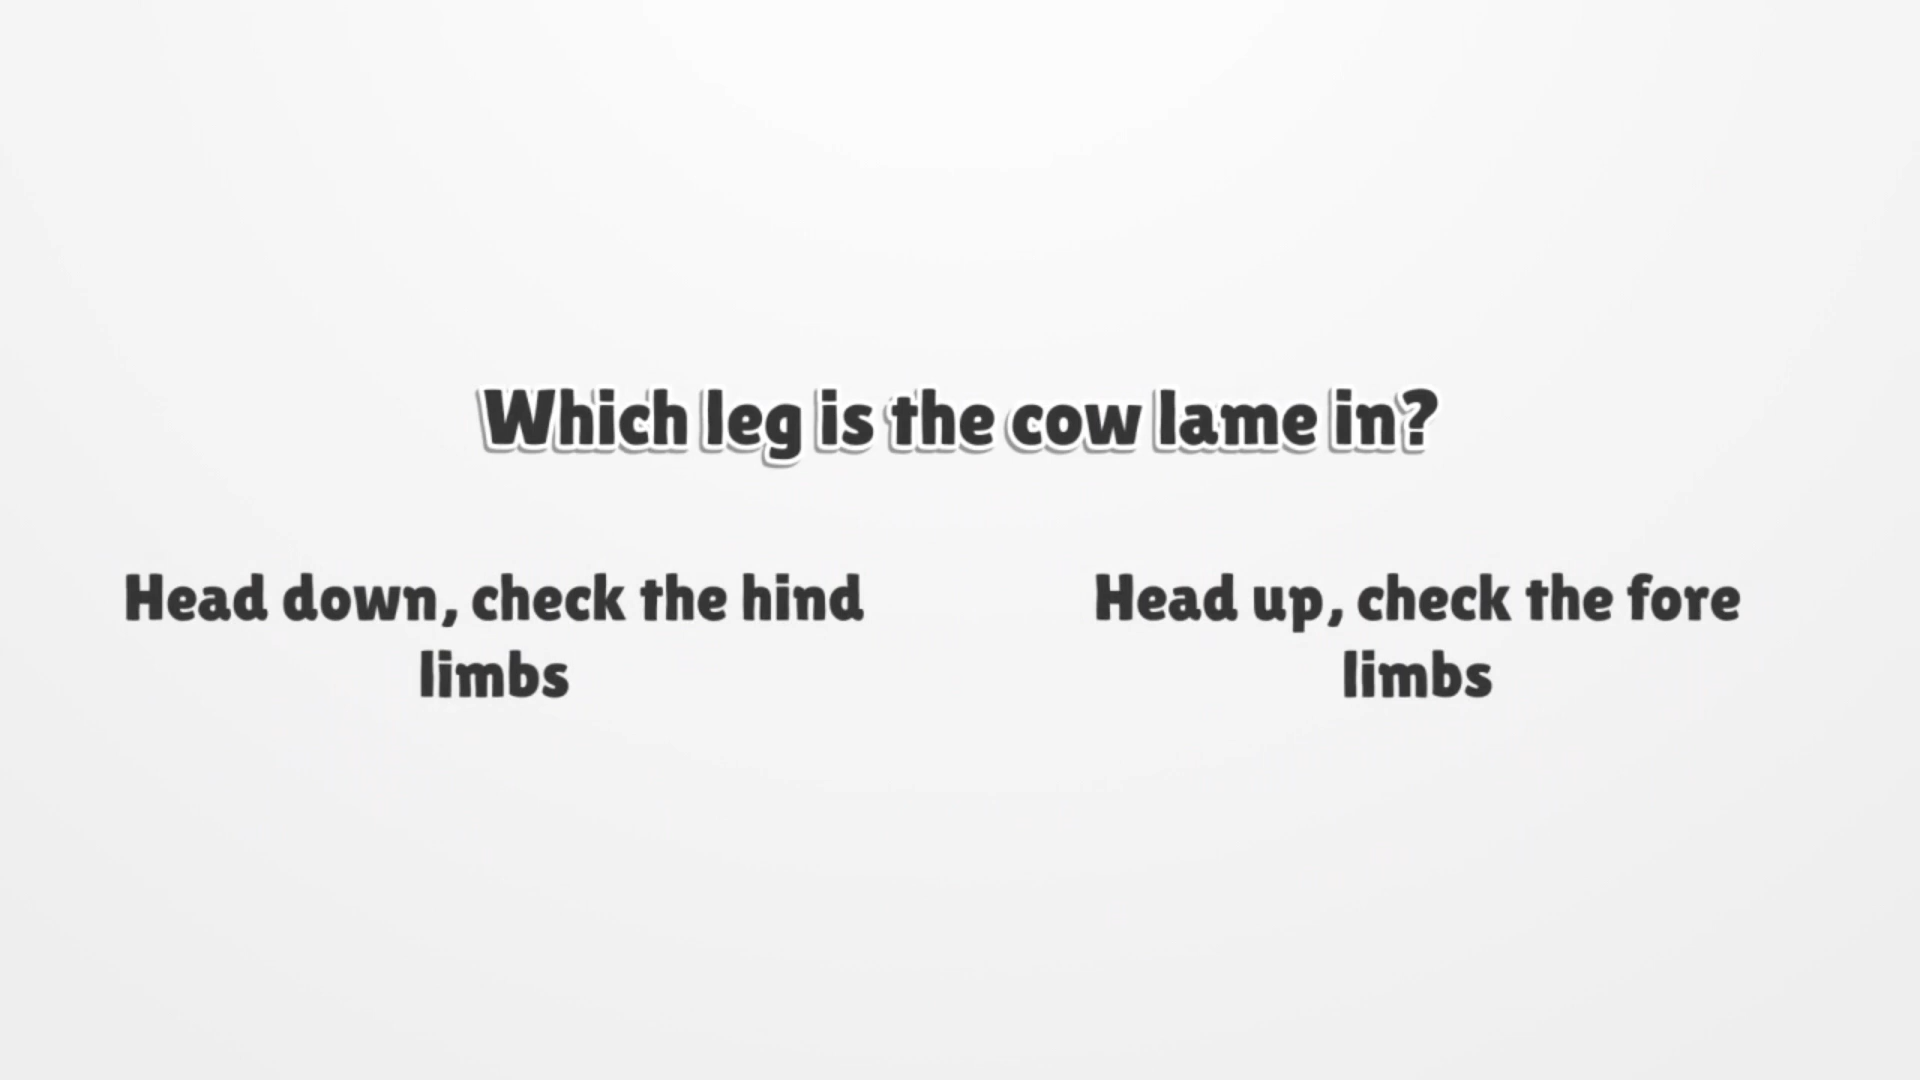 Which leg is the cow lame in?
Head down, check the hind
limbs
Head up, check the fore
limbs